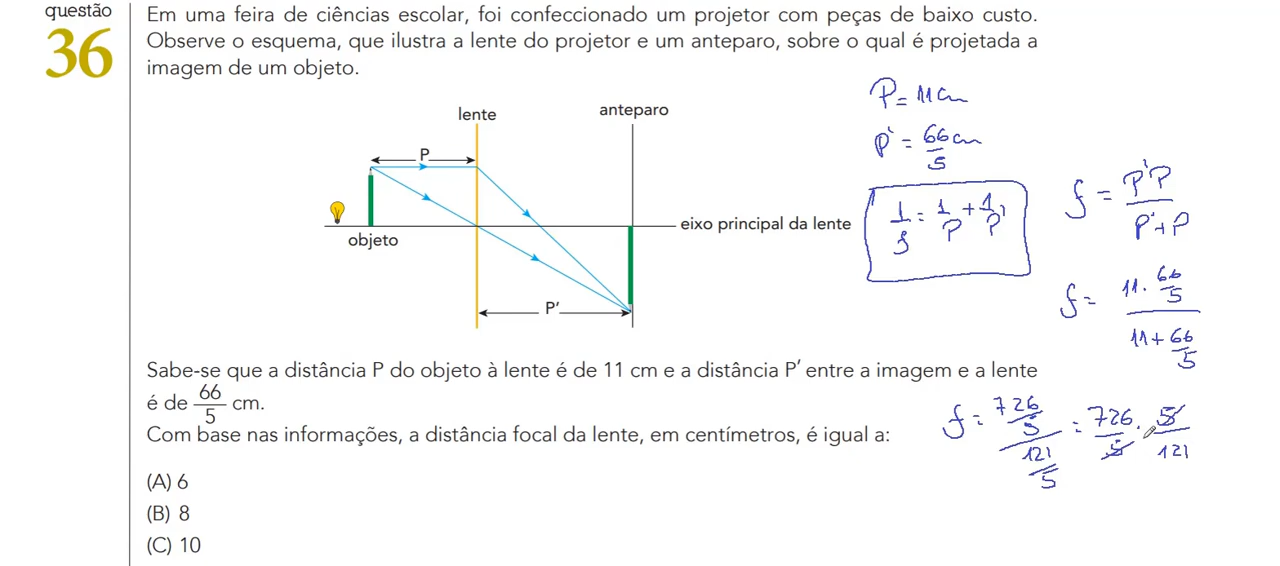 questão
36
Em uma feira de ciências escolar, foi confeccionado um projetor com peças de baixo custo.
Observe o esquema, que ilustra a lente do projetor e um anteparo, sobre o qual é projetada a
imagem de um objeto.
lente
anteparo
P
objeto
eixo principal da lente
P′
Sabe-se que a distância P do objeto à lente é de 11 cm e a distância P′ entre a imagem e a lente
é de 66/5 cm.
Com base nas informações, a distância focal da lente, em centímetros, é igual a:
(A) 6
(B) 8
(C) 10
P = 11 cm
P' = 66/5 cm
1/f = 1/P + 1/P'
f = P'P / P'+P
f = 11 · 66/5 / 11 + 66/5
f = 726/5 / 121/5 = 726/5 · 5/121